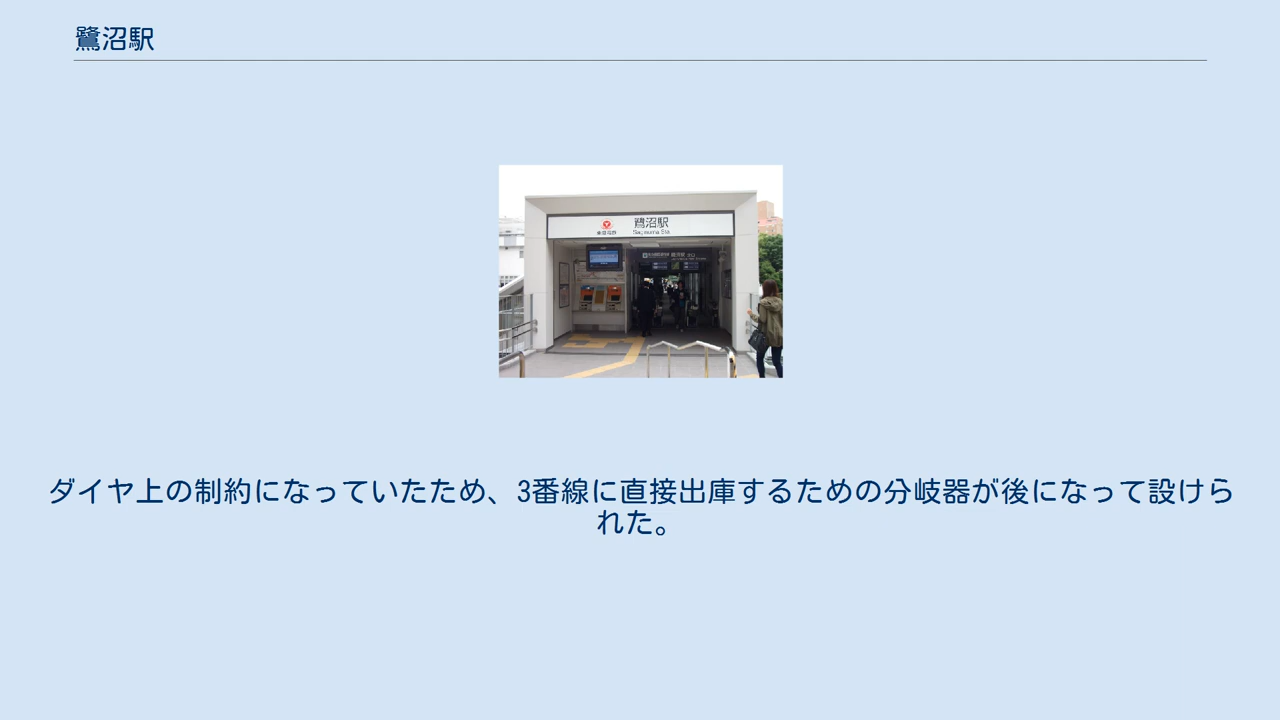 鷺沼駅
鷺沼駅
Saginuma Sta.
ダイヤ上の制約になっていたため、3番線に直接出庫するための分岐器が後になって設けら
れた。